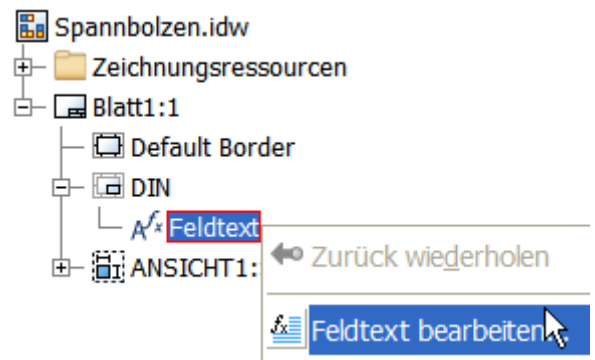 Spannbolzen.idw
Zeichnungsressourcen
Blatt1:1
Default Border
DIN
Feldtext
Zurück wiederholen
ANSICHT1:
Feldtext bearbeiten